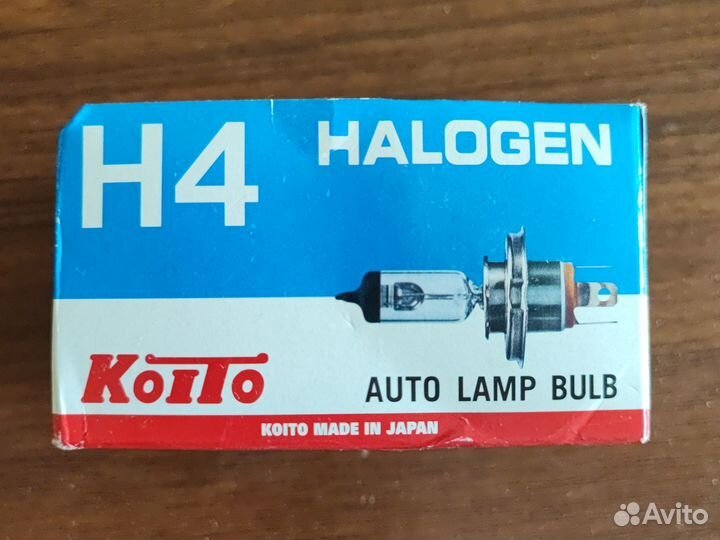 H4 HALOGEN
KOITO
AUTO LAMP BULB
KOITO MADE IN JAPAN
Avito